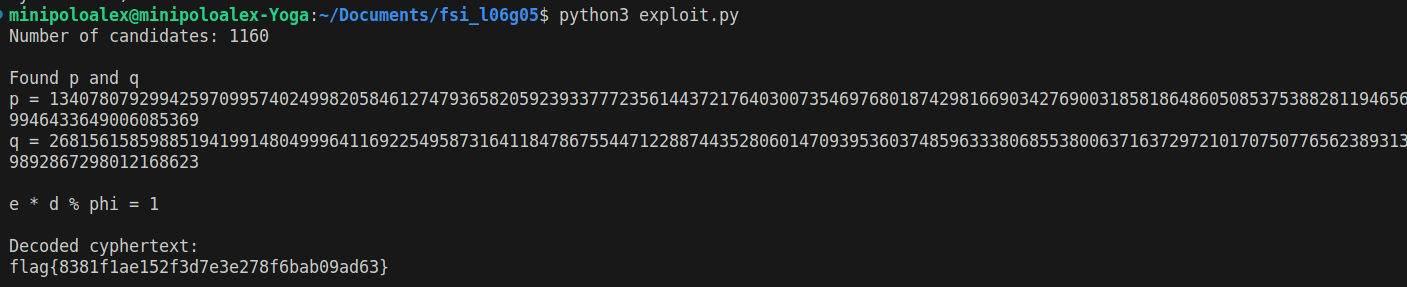 minipoloalex@minipoloalex-Yoga:~/Documents/fsi_l06g05$ python3 exploit.py
Number of candidates: 1160
Found p and q
p = 1340780792994259709957402499820584612747936582059239337772356144372176403007354697680187429816690342769003185818648605085375388281194656
9946433649006085369
q = 2681561585988519419914804999641169225495873164118478675544712288744352806014709395360374859633380685538006371637297210170750776562389313
9892867298012168623
e * d % phi = 1
Decoded cyphertext:
flag{8381f1ae152f3d7e3e278f6bab09ad63}